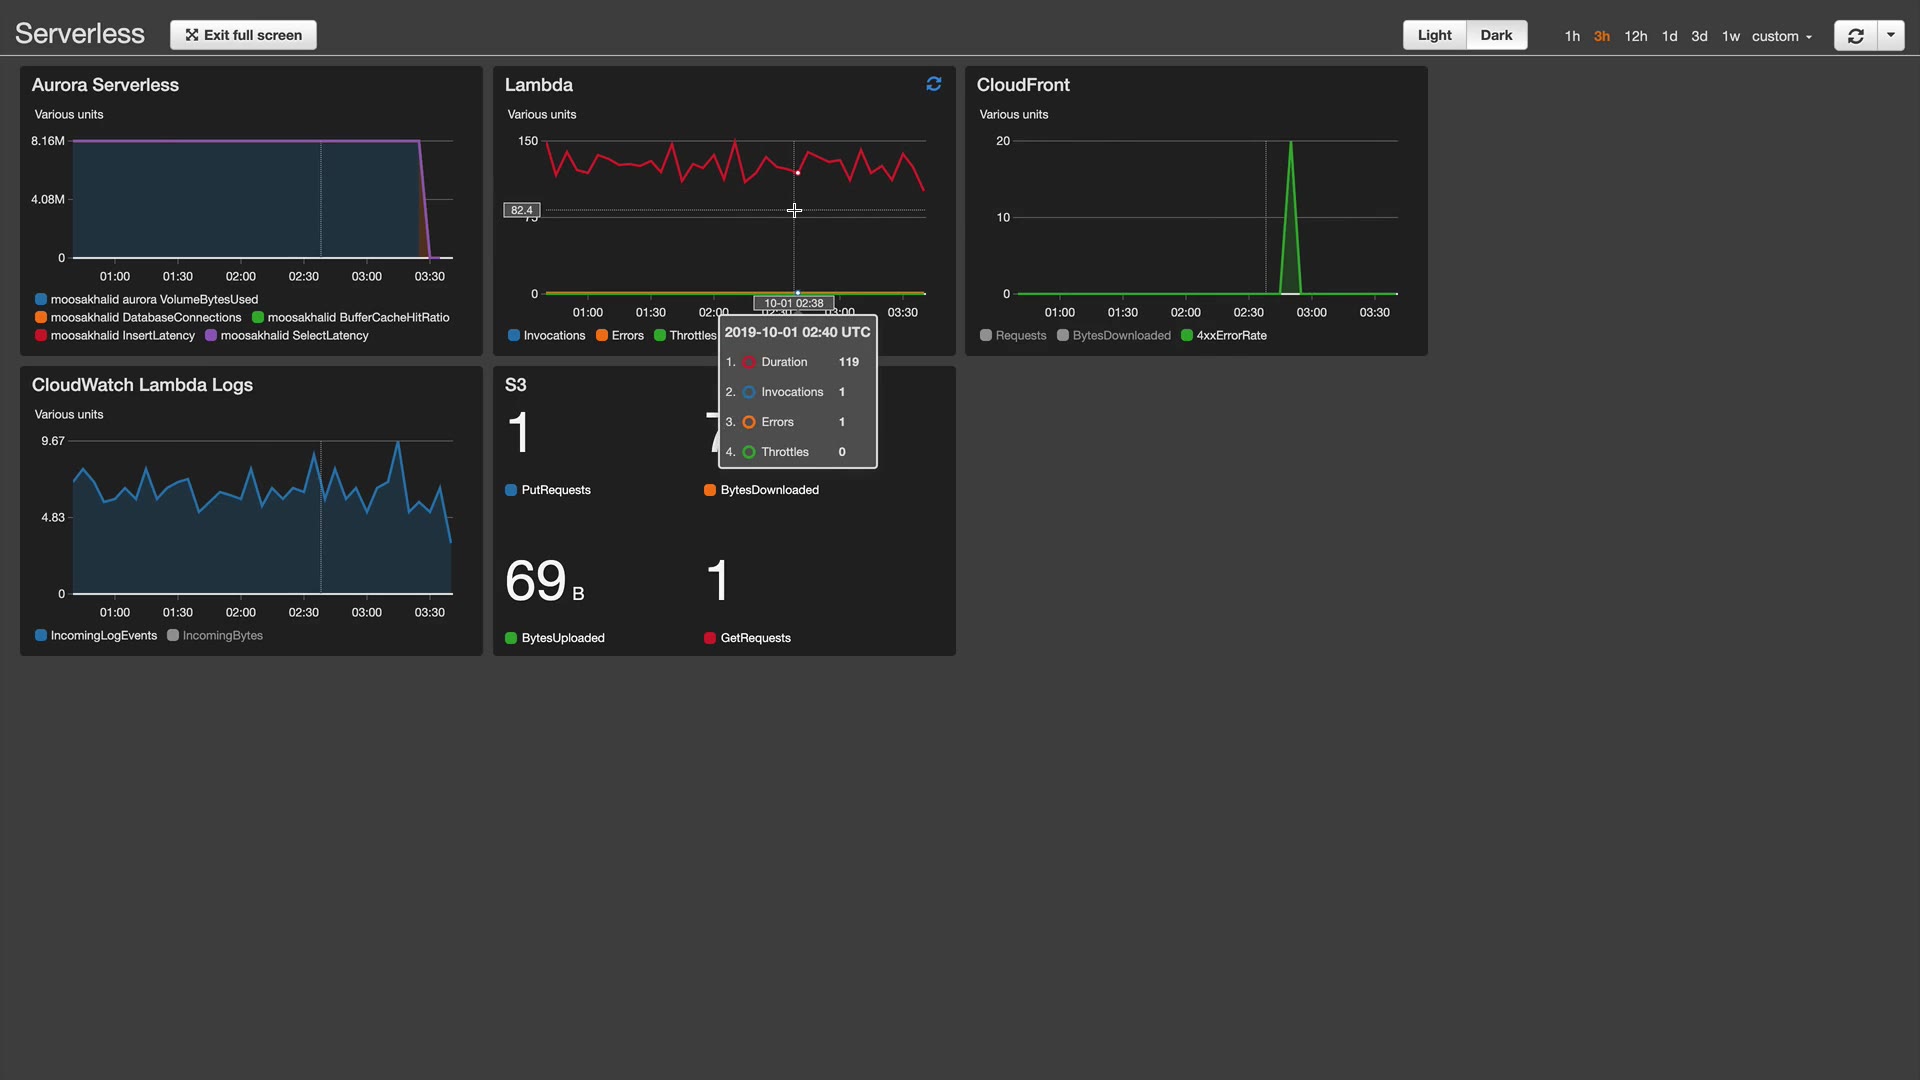 Serverless
Exit full screen
Light
Dark
1h
3h
12h
1d
3d
1w
custom
Aurora Serverless
Various units
8.16M
4.08M
0
01:00
01:30
02:00
02:30
03:00
03:30
moosakhalid aurora VolumeBytesUsed
moosakhalid DatabaseConnections
moosakhalid BufferCacheHitRatio
moosakhalid InsertLatency
moosakhalid SelectLatency
Lambda
Various units
150
82.4
75
0
10-01 02:38
01:00
01:30
02:00
02:30
03:00
03:30
Invocations
Errors
Throttles
2019-10-01 02:40 UTC
1. Duration 119
2. Invocations 1
3. Errors 1
4. Throttles 0
CloudFront
Various units
20
10
0
01:00
01:30
02:00
02:30
03:00
03:30
Requests
BytesDownloaded
4xxErrorRate
CloudWatch Lambda Logs
Various units
9.67
4.83
0
01:00
01:30
02:00
02:30
03:00
03:30
IncomingLogEvents
IncomingBytes
S3
1
PutRequests
BytesDownloaded
69 B
1
BytesUploaded
GetRequests